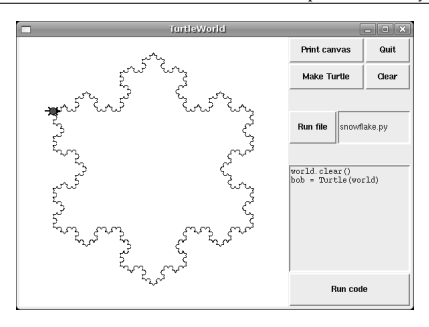 TurtleWorld
Print canvas
Quit
Make Turtle
Clear
Run file
snowflake.py
world.clear()
bob = Turtle(world)
Run code